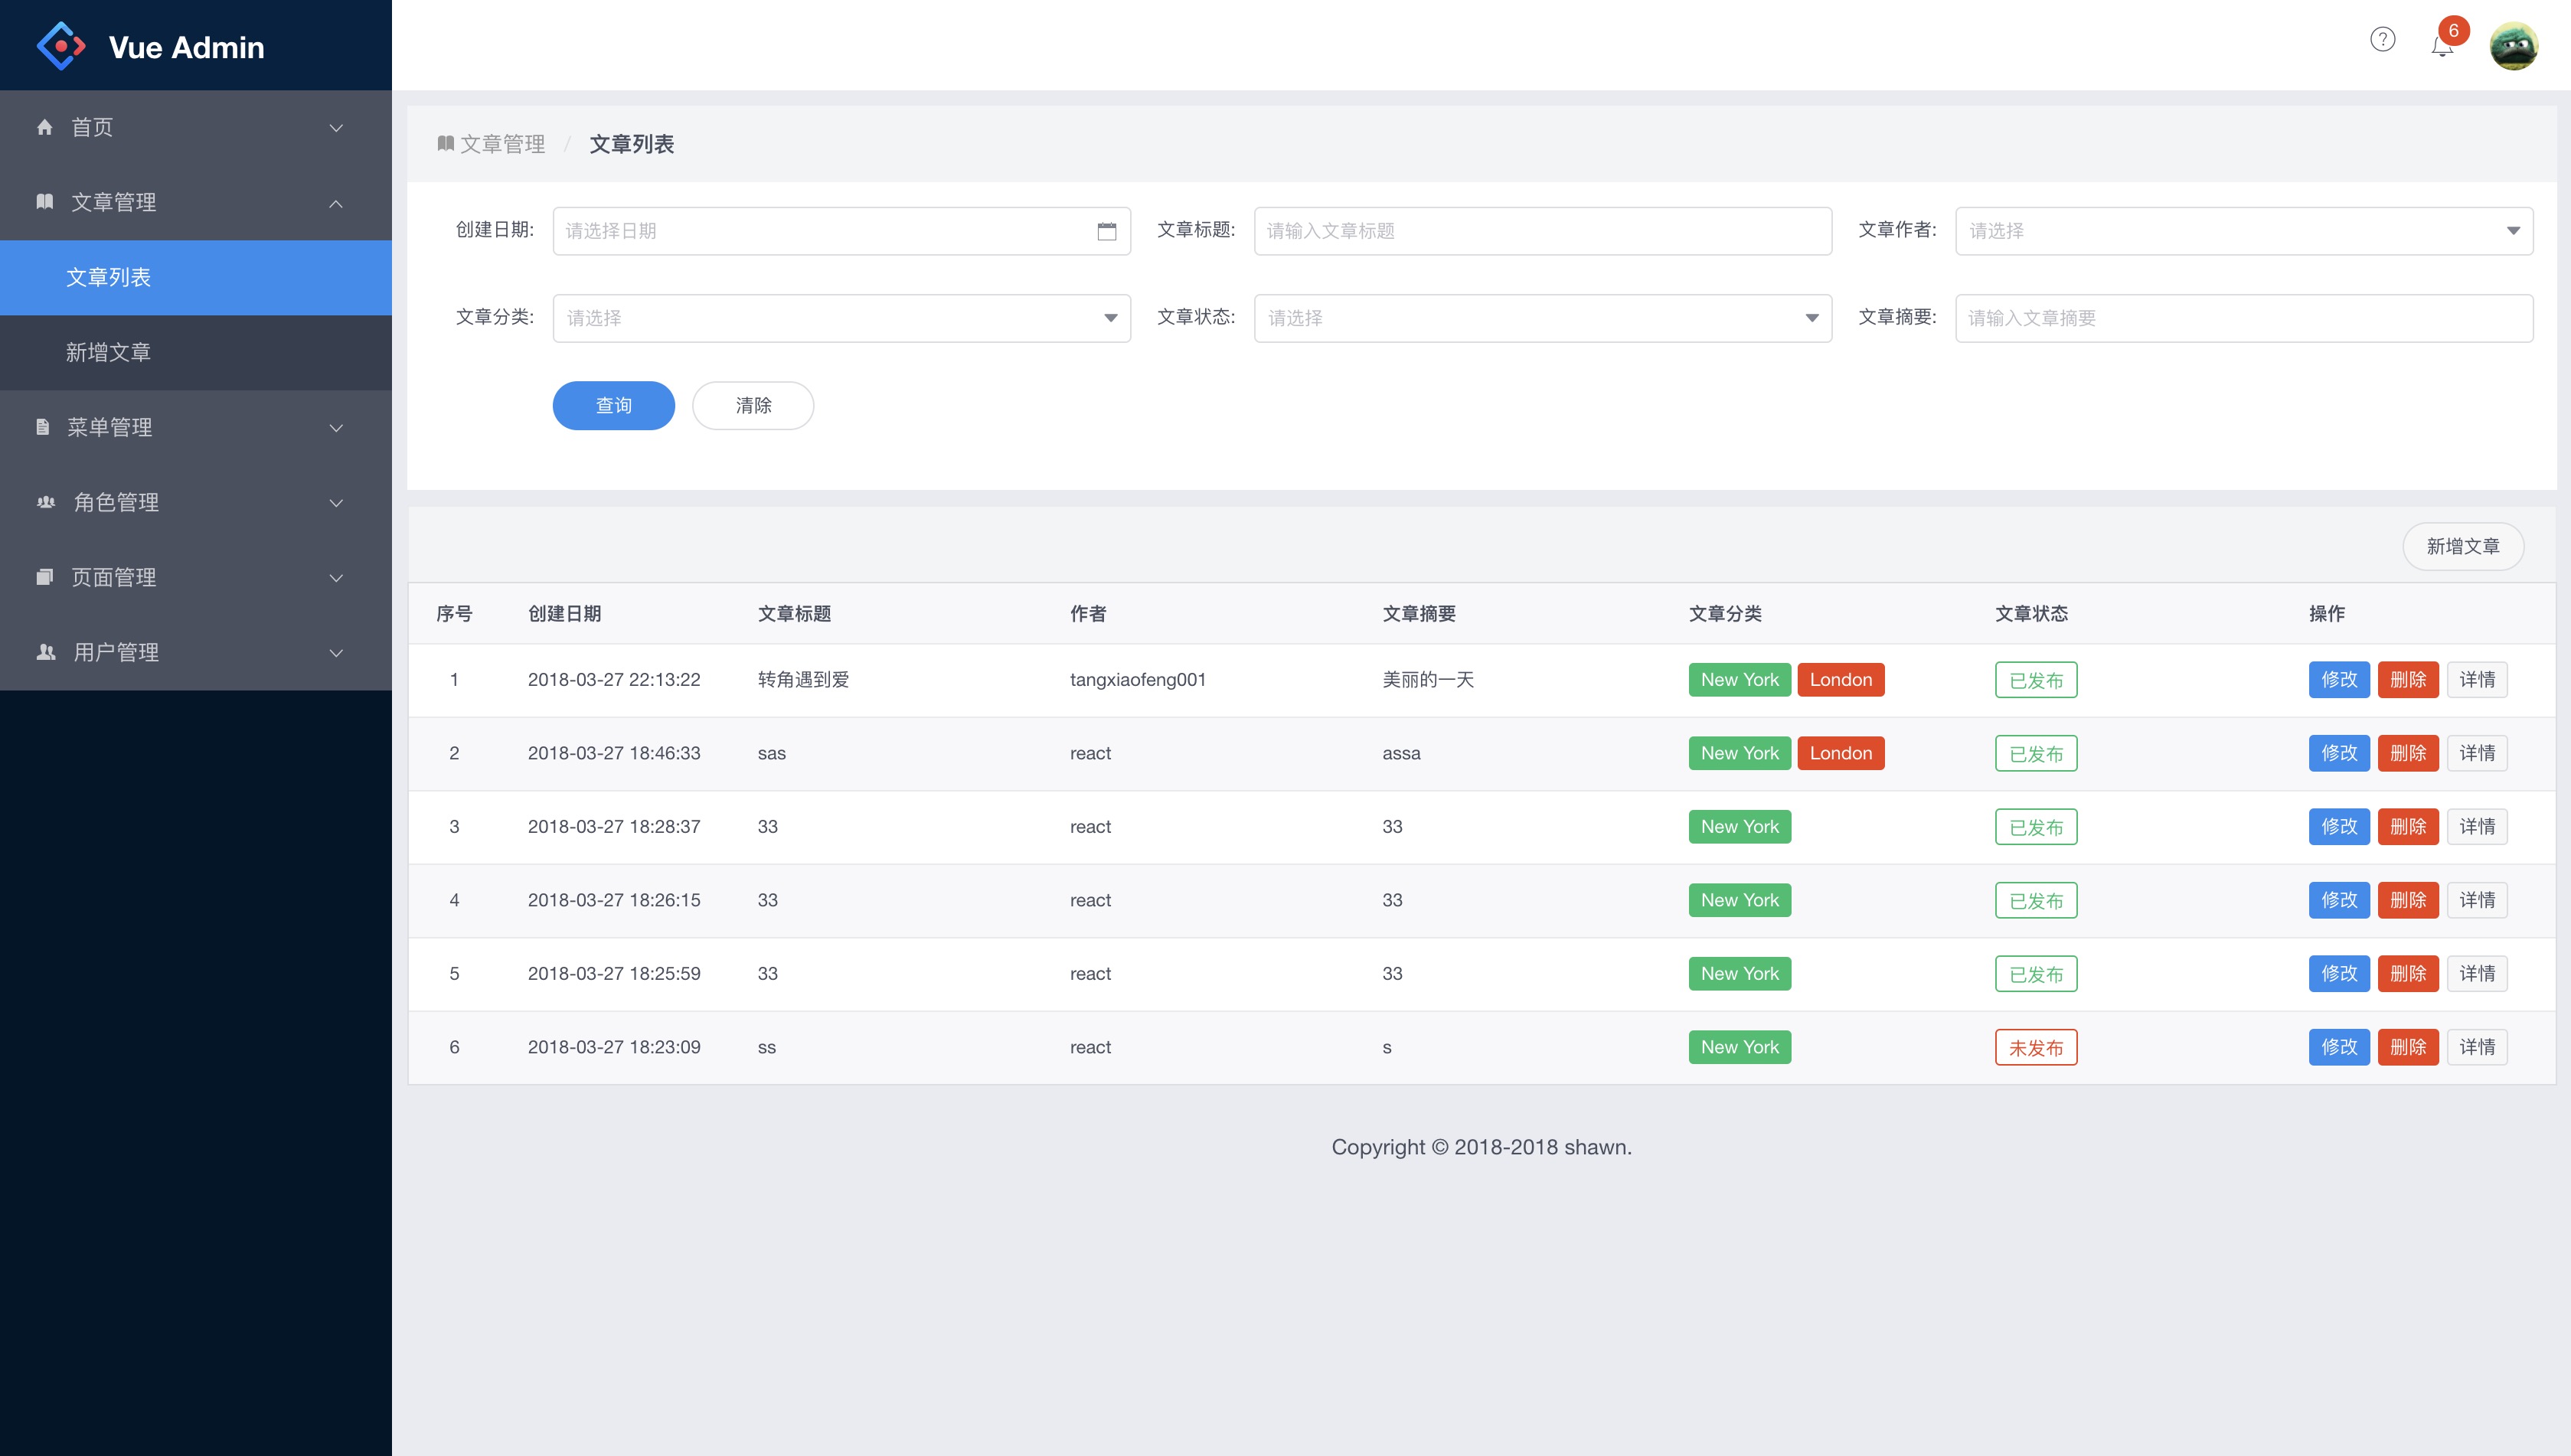 Vue Admin
6
首页
文章管理
文章列表
新增文章
菜单管理
角色管理
页面管理
用户管理
文章管理 / 文章列表
创建日期: 请选择日期 文章标题: 请输入文章标题 文章作者: 请选择
文章分类: 请选择 文章状态: 请选择 文章摘要: 请输入文章摘要
查询 清除
新增文章
序号 创建日期 文章标题 作者 文章摘要 文章分类 文章状态 操作
1 2018-03-27 22:13:22 转角遇到爱 tangxiaofeng001 美丽的一天 New York London 已发布 修改 删除 详情
2 2018-03-27 18:46:33 sas react assa New York London 已发布 修改 删除 详情
3 2018-03-27 18:28:37 33 react 33 New York 已发布 修改 删除 详情
4 2018-03-27 18:26:15 33 react 33 New York 已发布 修改 删除 详情
5 2018-03-27 18:25:59 33 react 33 New York 已发布 修改 删除 详情
6 2018-03-27 18:23:09 ss react s New York 未发布 修改 删除 详情
Copyright © 2018-2018 shawn.